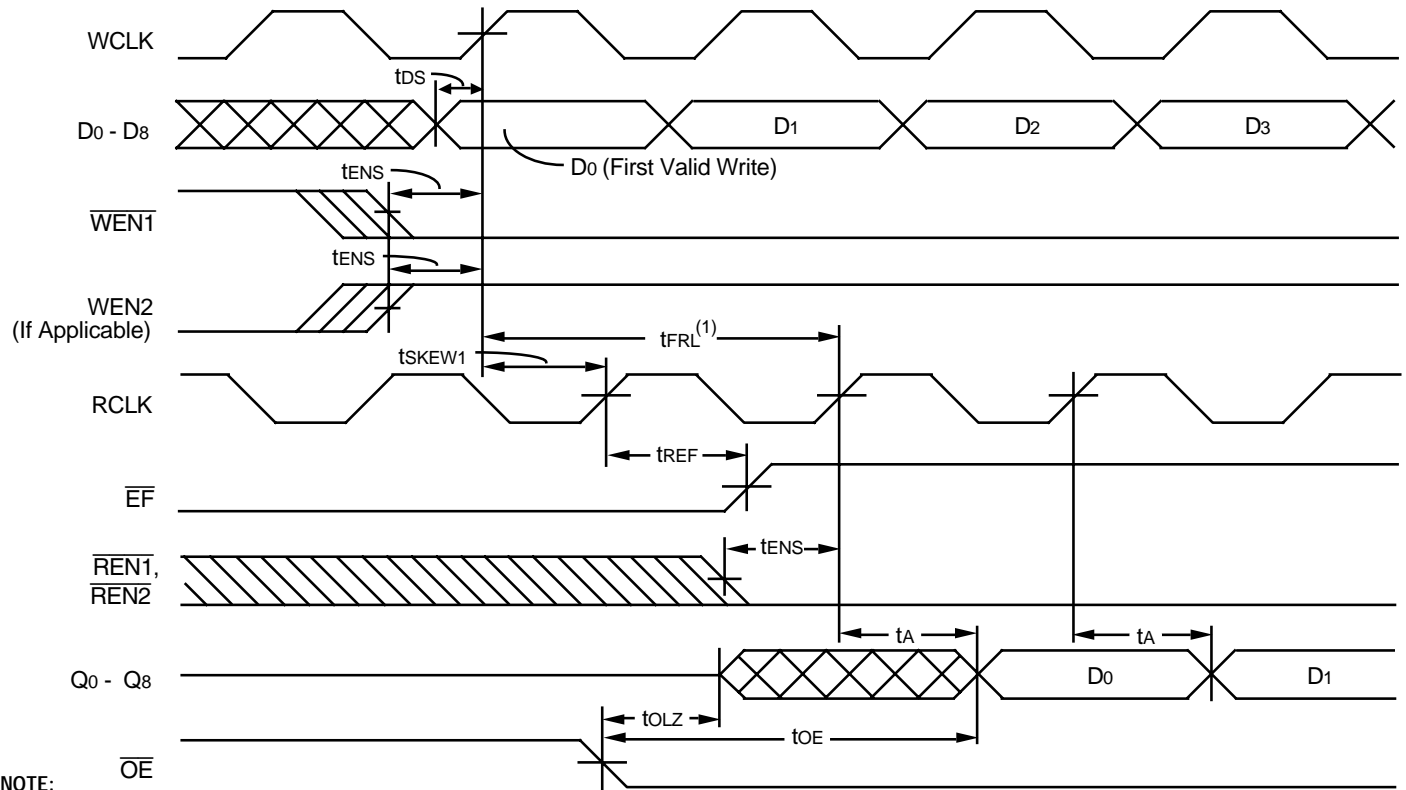 WCLK
tDS
D0 - D8
D1
D2
D3
D0 (First Valid Write)
tENS
WEN1
tENS
WEN2
(If Applicable)
tFRL(1)
tSKEW1
RCLK
tREF
EF
tENS
REN1,
REN2
tA
tA
Q0 - Q8
D0
D1
tOLZ
tOE
OE
NOTE: